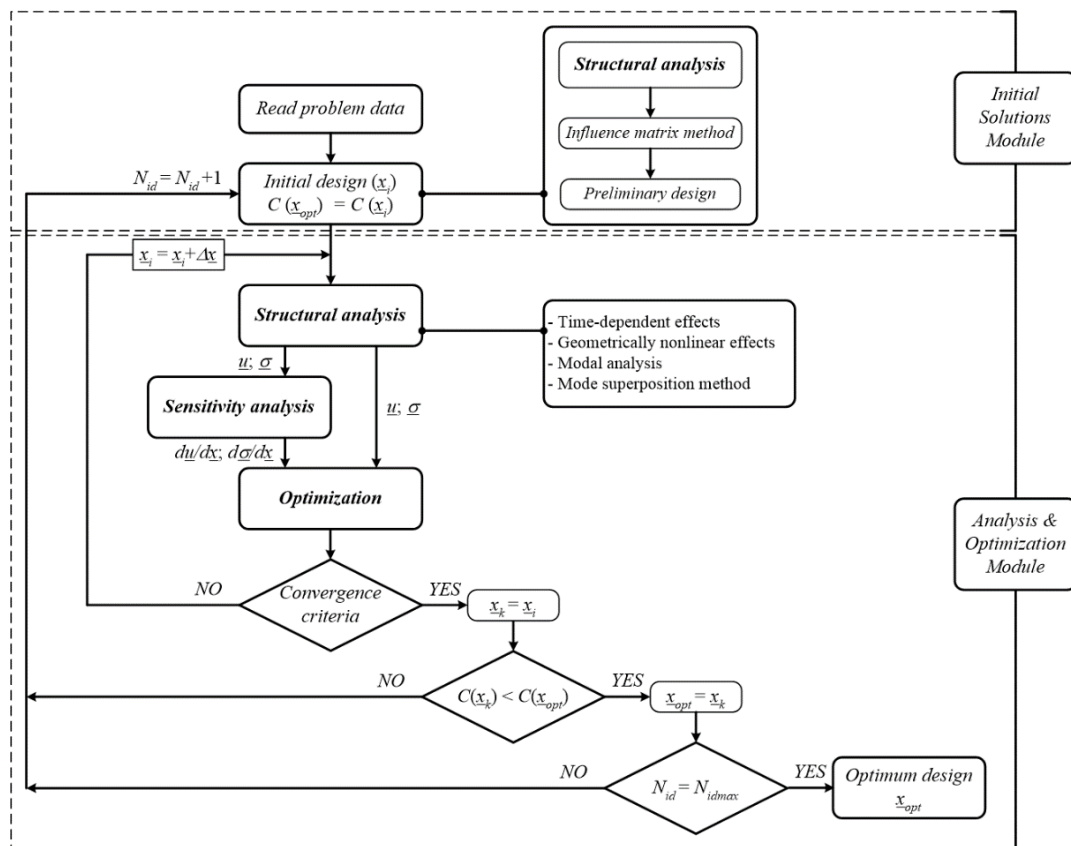 Structural analysis
Influence matrix method
Preliminary design
Initial
Solutions
Module
Read problem data
N_id = N_id +1
Initial design (x_i)
C (x_opt) = C (x_i)
x_i = x_i+Δx
Structural analysis
- Time-dependent effects
- Geometrically nonlinear effects
- Modal analysis
- Mode superposition method
u; σ
u; σ
Sensitivity analysis
du/dx; dσ/dx
Optimization
Analysis &
Optimization
Module
NO
Convergence
criteria
YES
x_k = x_i
NO
C(x_k) < C(x_opt)
YES
x_opt = x_k
NO
N_id = N_idmax
YES
Optimum design
x_opt